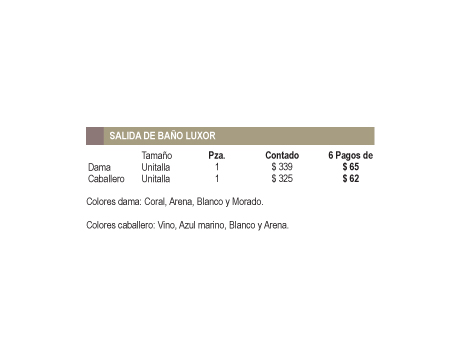 SALIDA DE BAÑO LUXOR
Tamaño Pza. Contado 6 Pagos de
Dama Unitalla 1 $ 339 $ 65
Caballero Unitalla 1 $ 325 $ 62
Colores dama: Coral, Arena, Blanco y Morado.
Colores caballero: Vino, Azul marino, Blanco y Arena.